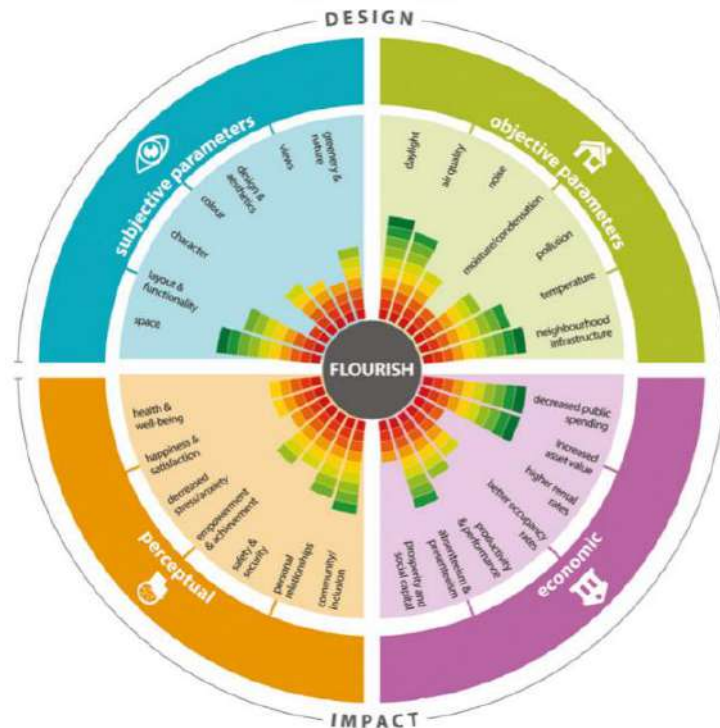 DESIGN
subjective parameters
space
layout &
functionality
character
colour
design &
aesthetics
views
greenery &
nature
objective parameters
daylight
air quality
noise
moisture/condensation
pollusion
temperature
neighbourhood
infrastructure
FLOURISH
perceptual
health &
well-being
happiness &
satisfaction
decreased
stress/anxiety
empowerment
& achievement
safety &
security
personal
relationships
community/
inclusion
economic
decreased public
spending
increased
asset value
higher rensal
rates
better occupancy
rates
productivity
& performance
absenteeism &
presenteeism
prosperity and
social capital
IMPACT